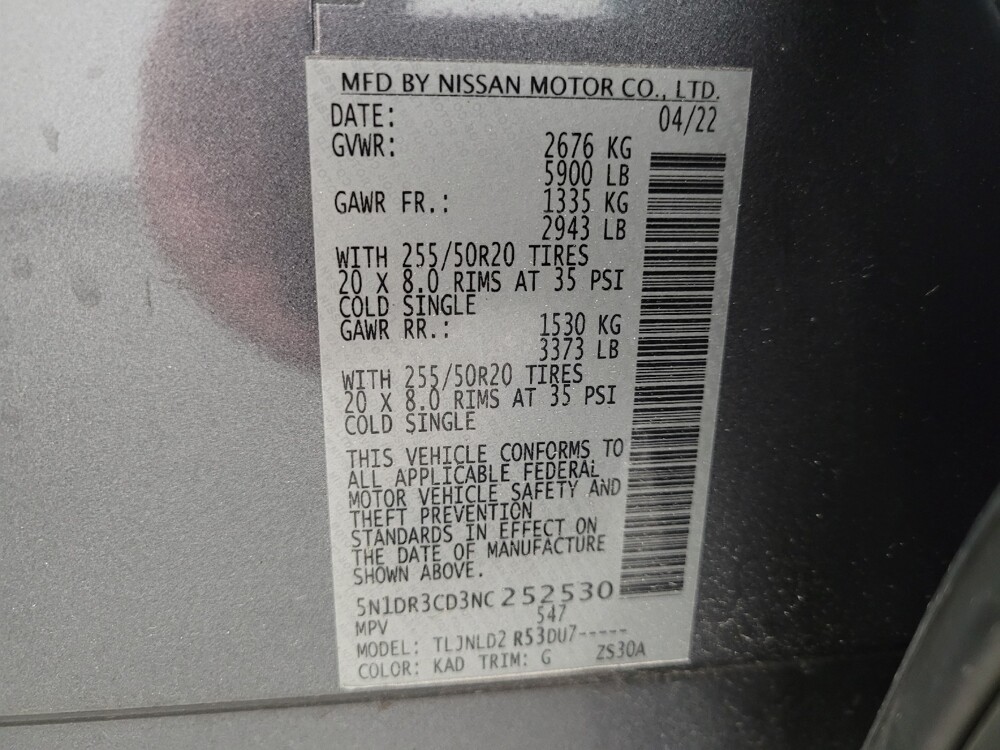 MFD BY NISSAN MOTOR CO., LTD.
DATE: 04/22
GVWR: 2676 KG
5900 LB
GAWR FR.: 1335 KG
2943 LB
WITH 255/50R20 TIRES
20 X 8.0 RIMS AT 35 PSI
COLD SINGLE
GAWR RR.: 1530 KG
3373 LB
WITH 255/50R20 TIRES
20 X 8.0 RIMS AT 35 PSI
COLD SINGLE
THIS VEHICLE CONFORMS TO
ALL APPLICABLE FEDERAL
MOTOR VEHICLE SAFETY AND
THEFT PREVENTION
STANDARDS IN EFFECT ON
THE DATE OF MANUFACTURE
SHOWN ABOVE.
5N1DR3CD3NC252530
MPV 547
MODEL: TLJNLD2 R53DU7-----
COLOR: KAD TRIM: G ZS30A